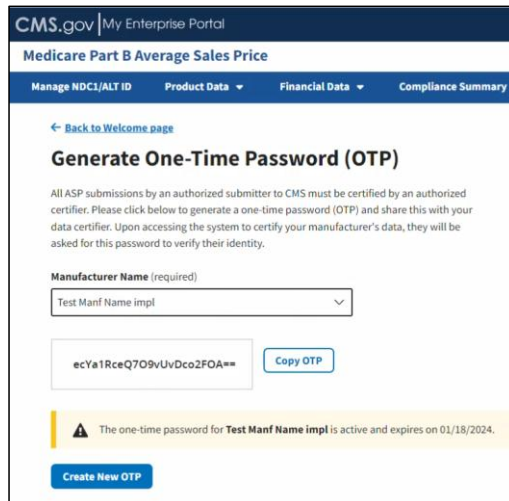 CMS.gov My Enterprise Portal
Medicare Part B Average Sales Price
Manage NDC1/ALT ID Product Data Financial Data Compliance Summary
Back to Welcome page
Generate One-Time Password (OTP)
All ASP submissions by an authorized submitter to CMS must be certified by an authorized
certifier. Please click below to generate a one-time password (OTP) and share this with your
data certifier. Upon accessing the system to certify your manufacturer's data, they will be
asked for this password to verify their identity.
Manufacturer Name (required)
Test Manf Name impl
ecYa1RceQ7O9vUvDco2FOA==
Copy OTP
The one-time password for Test Manf Name impl is active and expires on 01/18/2024.
Create New OTP